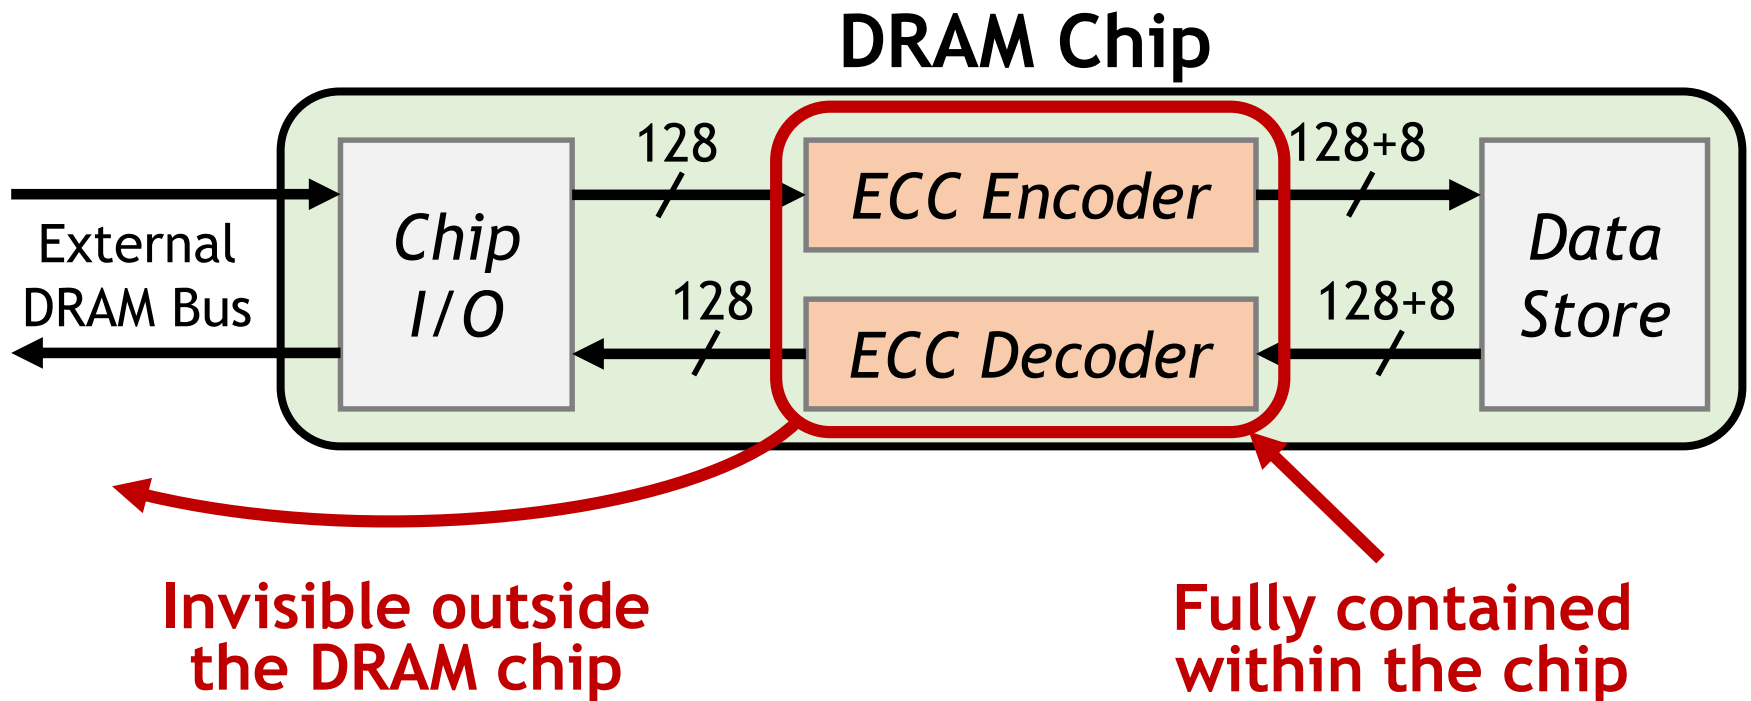 DRAM Chip
128
ECC Encoder
128+8
External
DRAM Bus
Chip
I/O
128
ECC Decoder
128+8
Data
Store
Invisible outside
the DRAM chip
Fully contained
within the chip